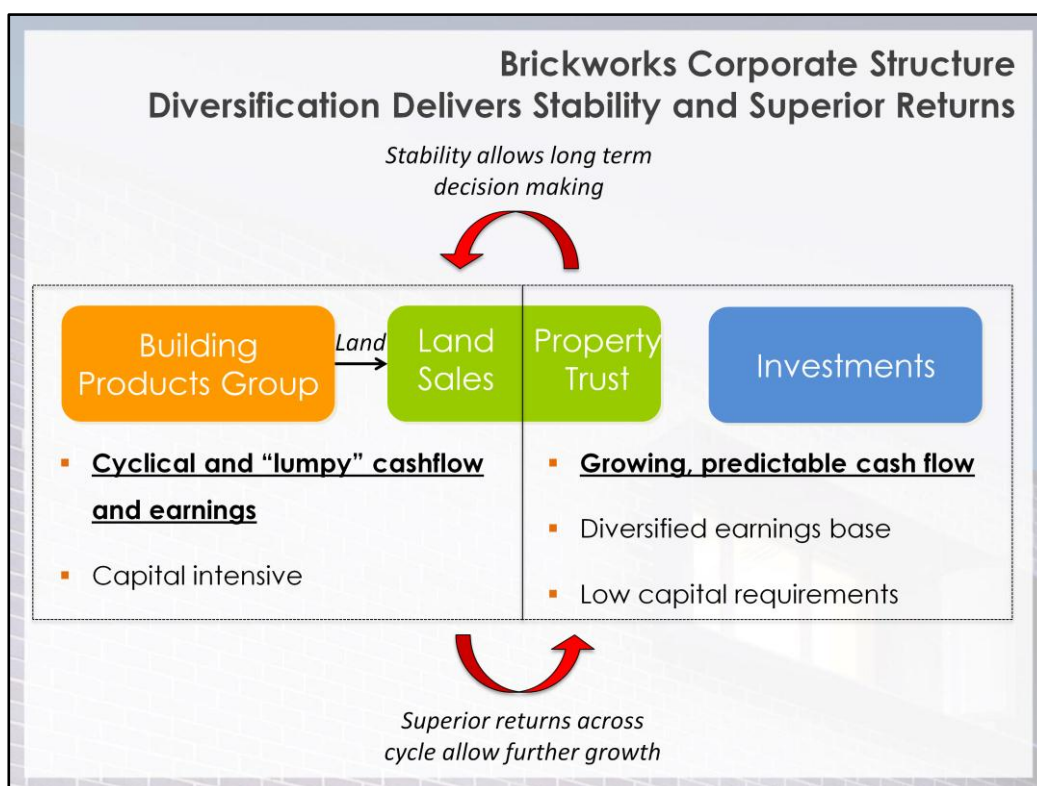 Brickworks Corporate Structure
Diversification Delivers Stability and Superior Returns
Stability allows long term
decision making
Building
Products Group
Land
Land
Sales
Property
Trust
Investments
▪ Cyclical and “lumpy” cashflow
and earnings
▪ Capital intensive
▪ Growing, predictable cash flow
▪ Diversified earnings base
▪ Low capital requirements
Superior returns across
cycle allow further growth